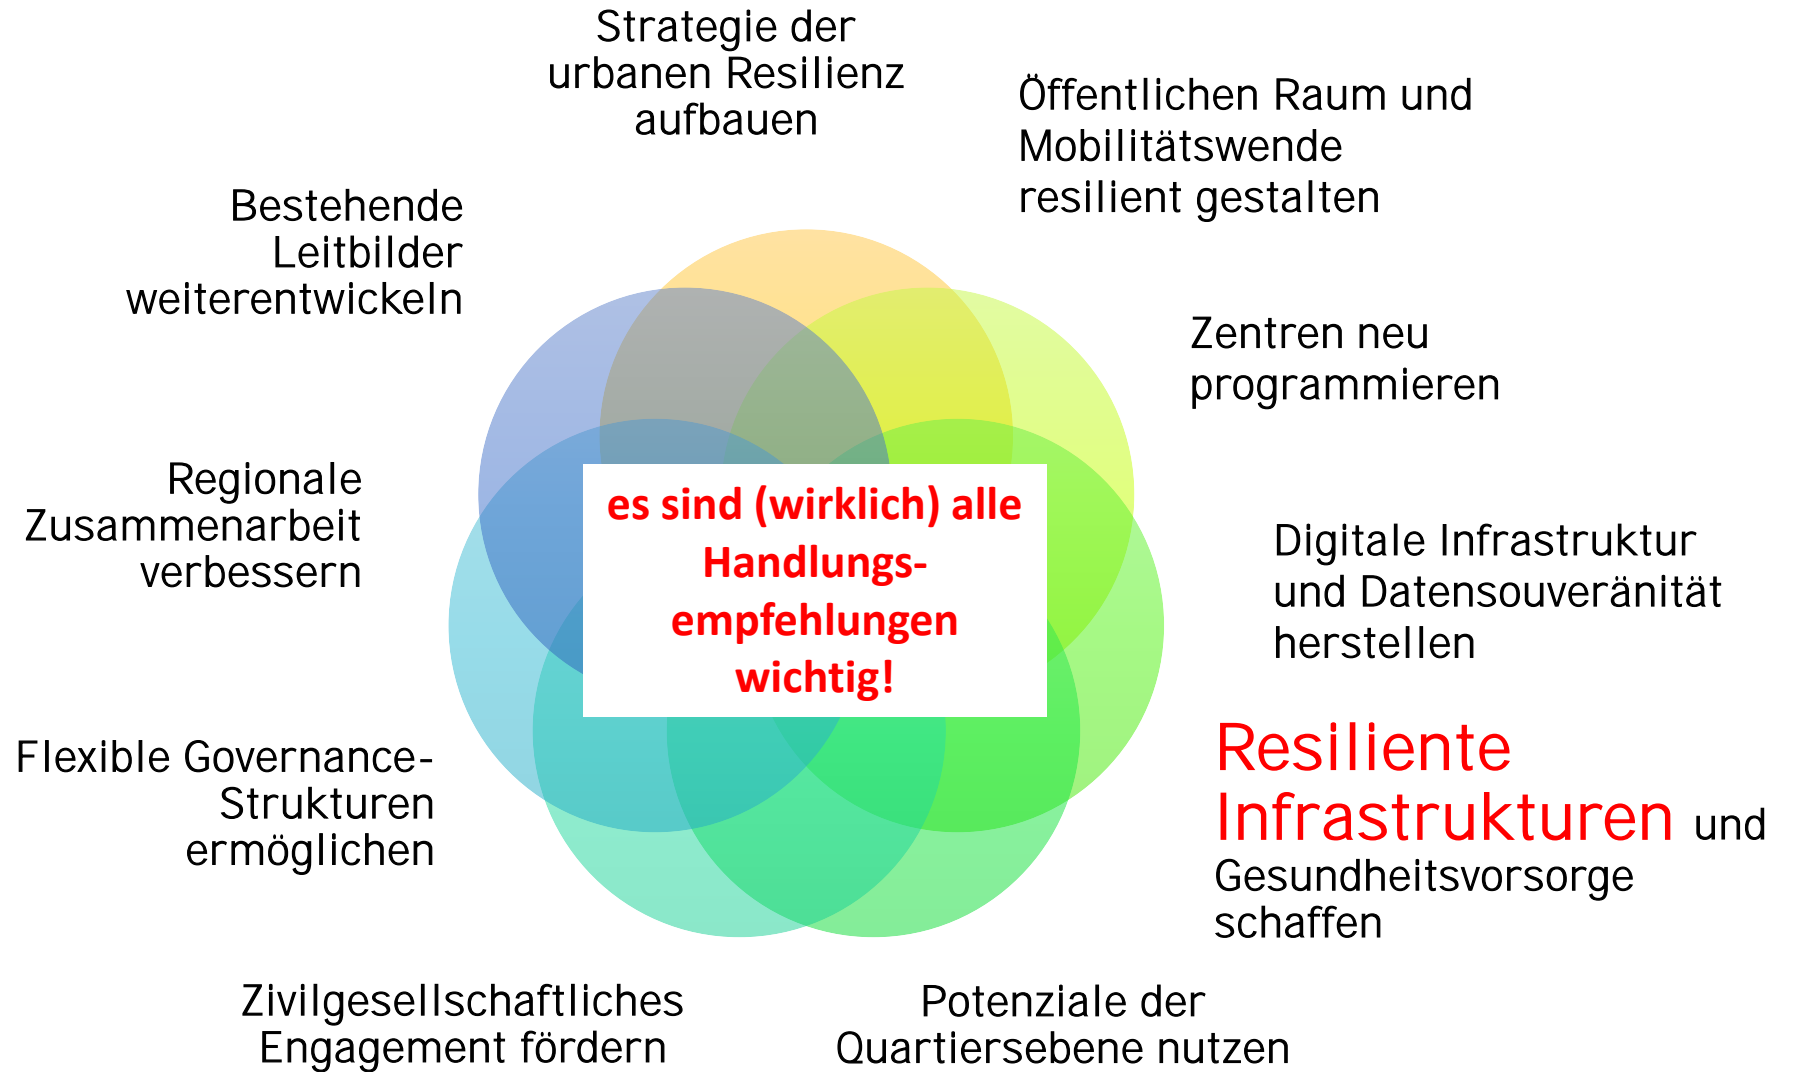 Strategie der
urbanen Resilienz
aufbauen
Öffentlichen Raum und
Mobilitätswende
resilient gestalten
Zentren neu
programmieren
Digitale Infrastruktur
und Datensouveränität
herstellen
Resiliente
Infrastrukturen und
Gesundheitsvorsorge
schaffen
Potenziale der
Quartiersebene nutzen
Zivilgesellschaftliches
Engagement fördern
Flexible Governance-
Strukturen
ermöglichen
Regionale
Zusammenarbeit
verbessern
Bestehende
Leitbilder
weiterentwickeln
es sind (wirklich) alle
Handlungs-
empfehlungen
wichtig!